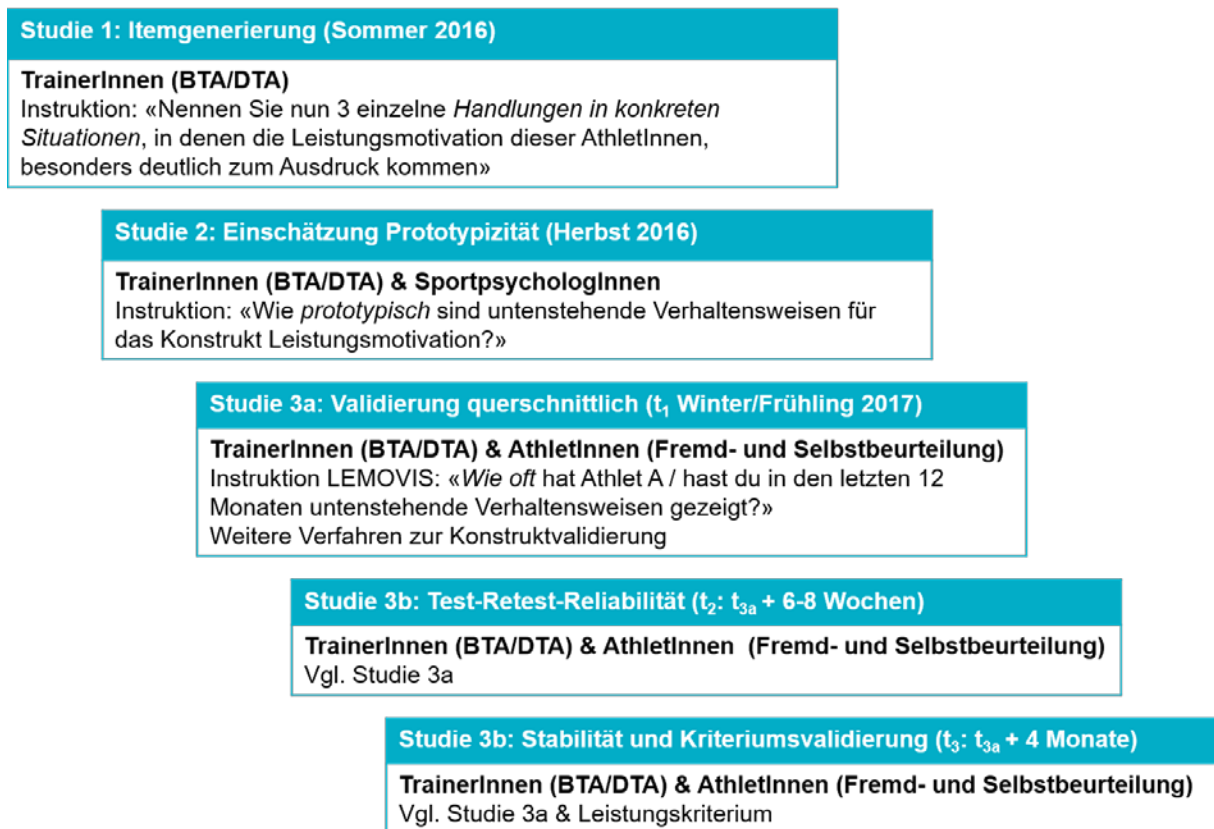 Studie 1: Itemgenerierung (Sommer 2016)
TrainerInnen (BTA/DTA)
Instruktion: «Nennen Sie nun 3 einzelne Handlungen in konkreten
Situationen, in denen die Leistungsmotivation dieser AthletInnen,
besonders deutlich zum Ausdruck kommen»
Studie 2: Einschätzung Prototypizität (Herbst 2016)
TrainerInnen (BTA/DTA) & SportpsychologInnen
Instruktion: «Wie prototypisch sind untenstehende Verhaltensweisen für
das Konstrukt Leistungsmotivation?»
Studie 3a: Validierung querschnittlich (t₁ Winter/Frühling 2017)
TrainerInnen (BTA/DTA) & AthletInnen (Fremd- und Selbstbeurteilung)
Instruktion LEMOVIS: «Wie oft hat Athlet A / hast du in den letzten 12
Monaten untenstehende Verhaltensweisen gezeigt?»
Weitere Verfahren zur Konstruktvalidierung
Studie 3b: Test-Retest-Reliabilität (t₂: t₃ₐ + 6-8 Wochen)
TrainerInnen (BTA/DTA) & AthletInnen (Fremd- und Selbstbeurteilung)
Vgl. Studie 3a
Studie 3b: Stabilität und Kriteriumsvalidierung (t₃: t₃ₐ + 4 Monate)
TrainerInnen (BTA/DTA) & AthletInnen (Fremd- und Selbstbeurteilung)
Vgl. Studie 3a & Leistungskriterium